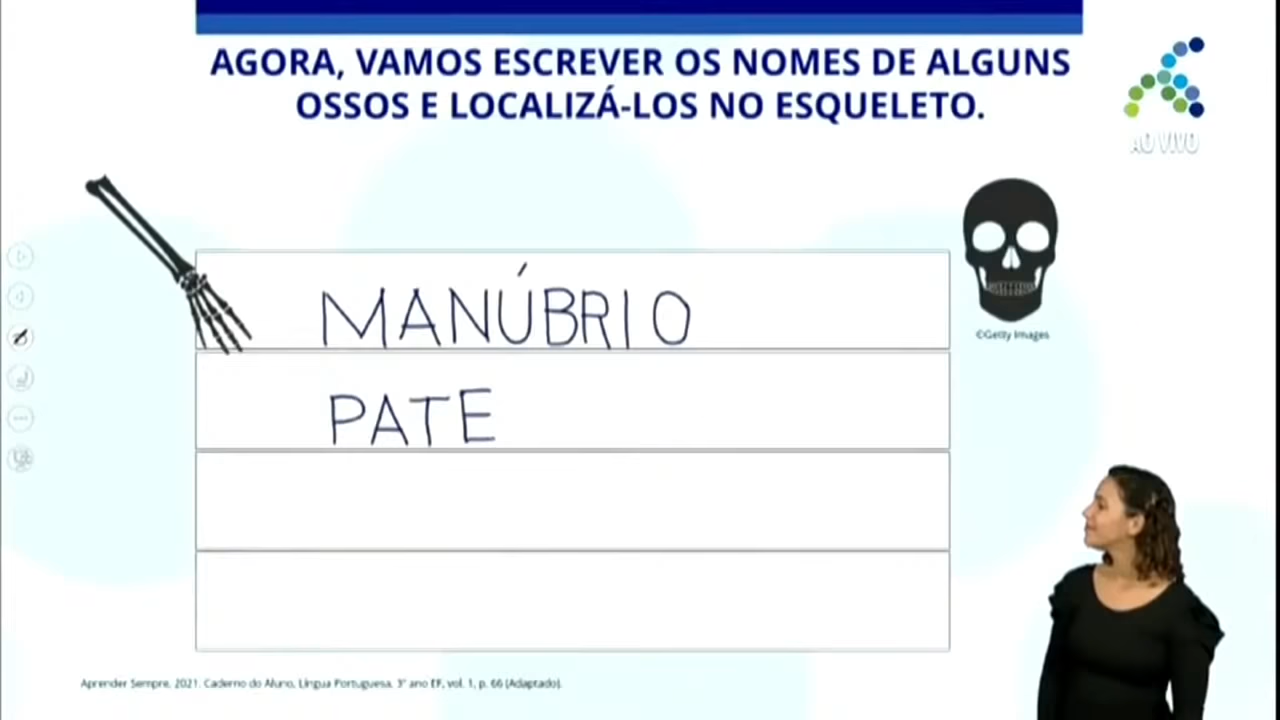 AGORA, VAMOS ESCREVER OS NOMES DE ALGUNS
OSSOS E LOCALIZÁ-LOS NO ESQUELETO.
AO VIVO
©Getty Images
MANÚBRIO
PATE
Aprender Sempre, 2021. Caderno do Aluno, Língua Portuguesa, 3º ano EF, vol. 1, p. 66 (Adaptado).